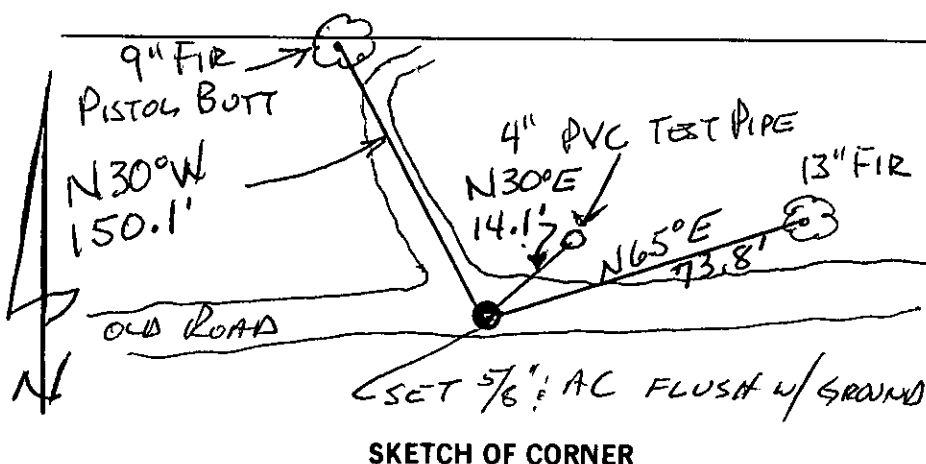 9" FIR
PISTOL BUTT
N30°W
150.1'
4" PVC TEST PIPE
N30°E
14.1'
13" FIR
N65°E
73.8'
OLD ROAD
N
SET 5/8" & AC FLUSH W/ GROUND
SKETCH OF CORNER